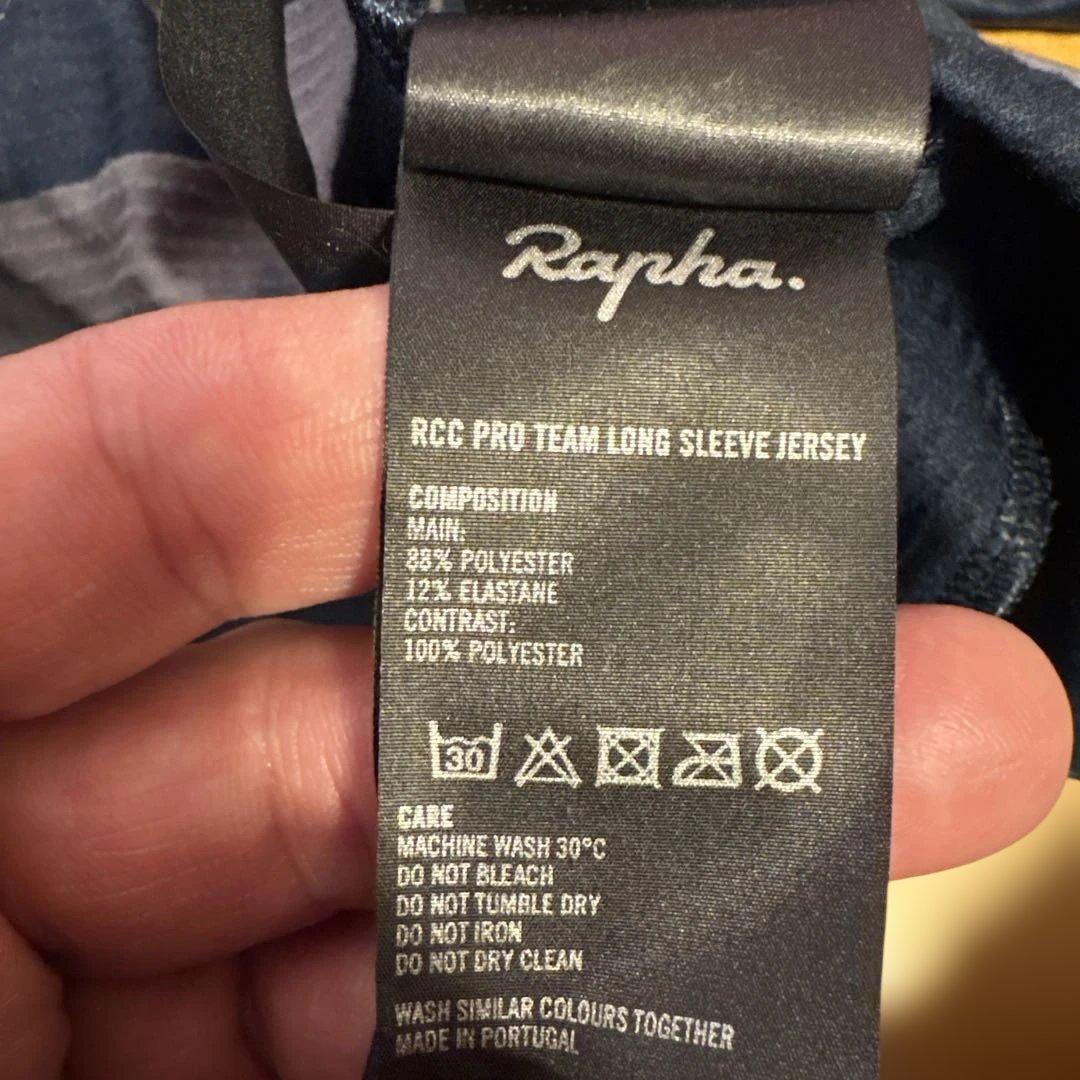 Rapha.
RCC PRO TEAM LONG SLEEVE JERSEY
COMPOSITION
MAIN:
88% POLYESTER
12% ELASTANE
CONTRAST:
100% POLYESTER
30
CARE
MACHINE WASH 30°C
DO NOT BLEACH
DO NOT TUMBLE DRY
DO NOT IRON
DO NOT DRY CLEAN
WASH SIMILAR COLOURS TOGETHER
MADE IN PORTUGAL